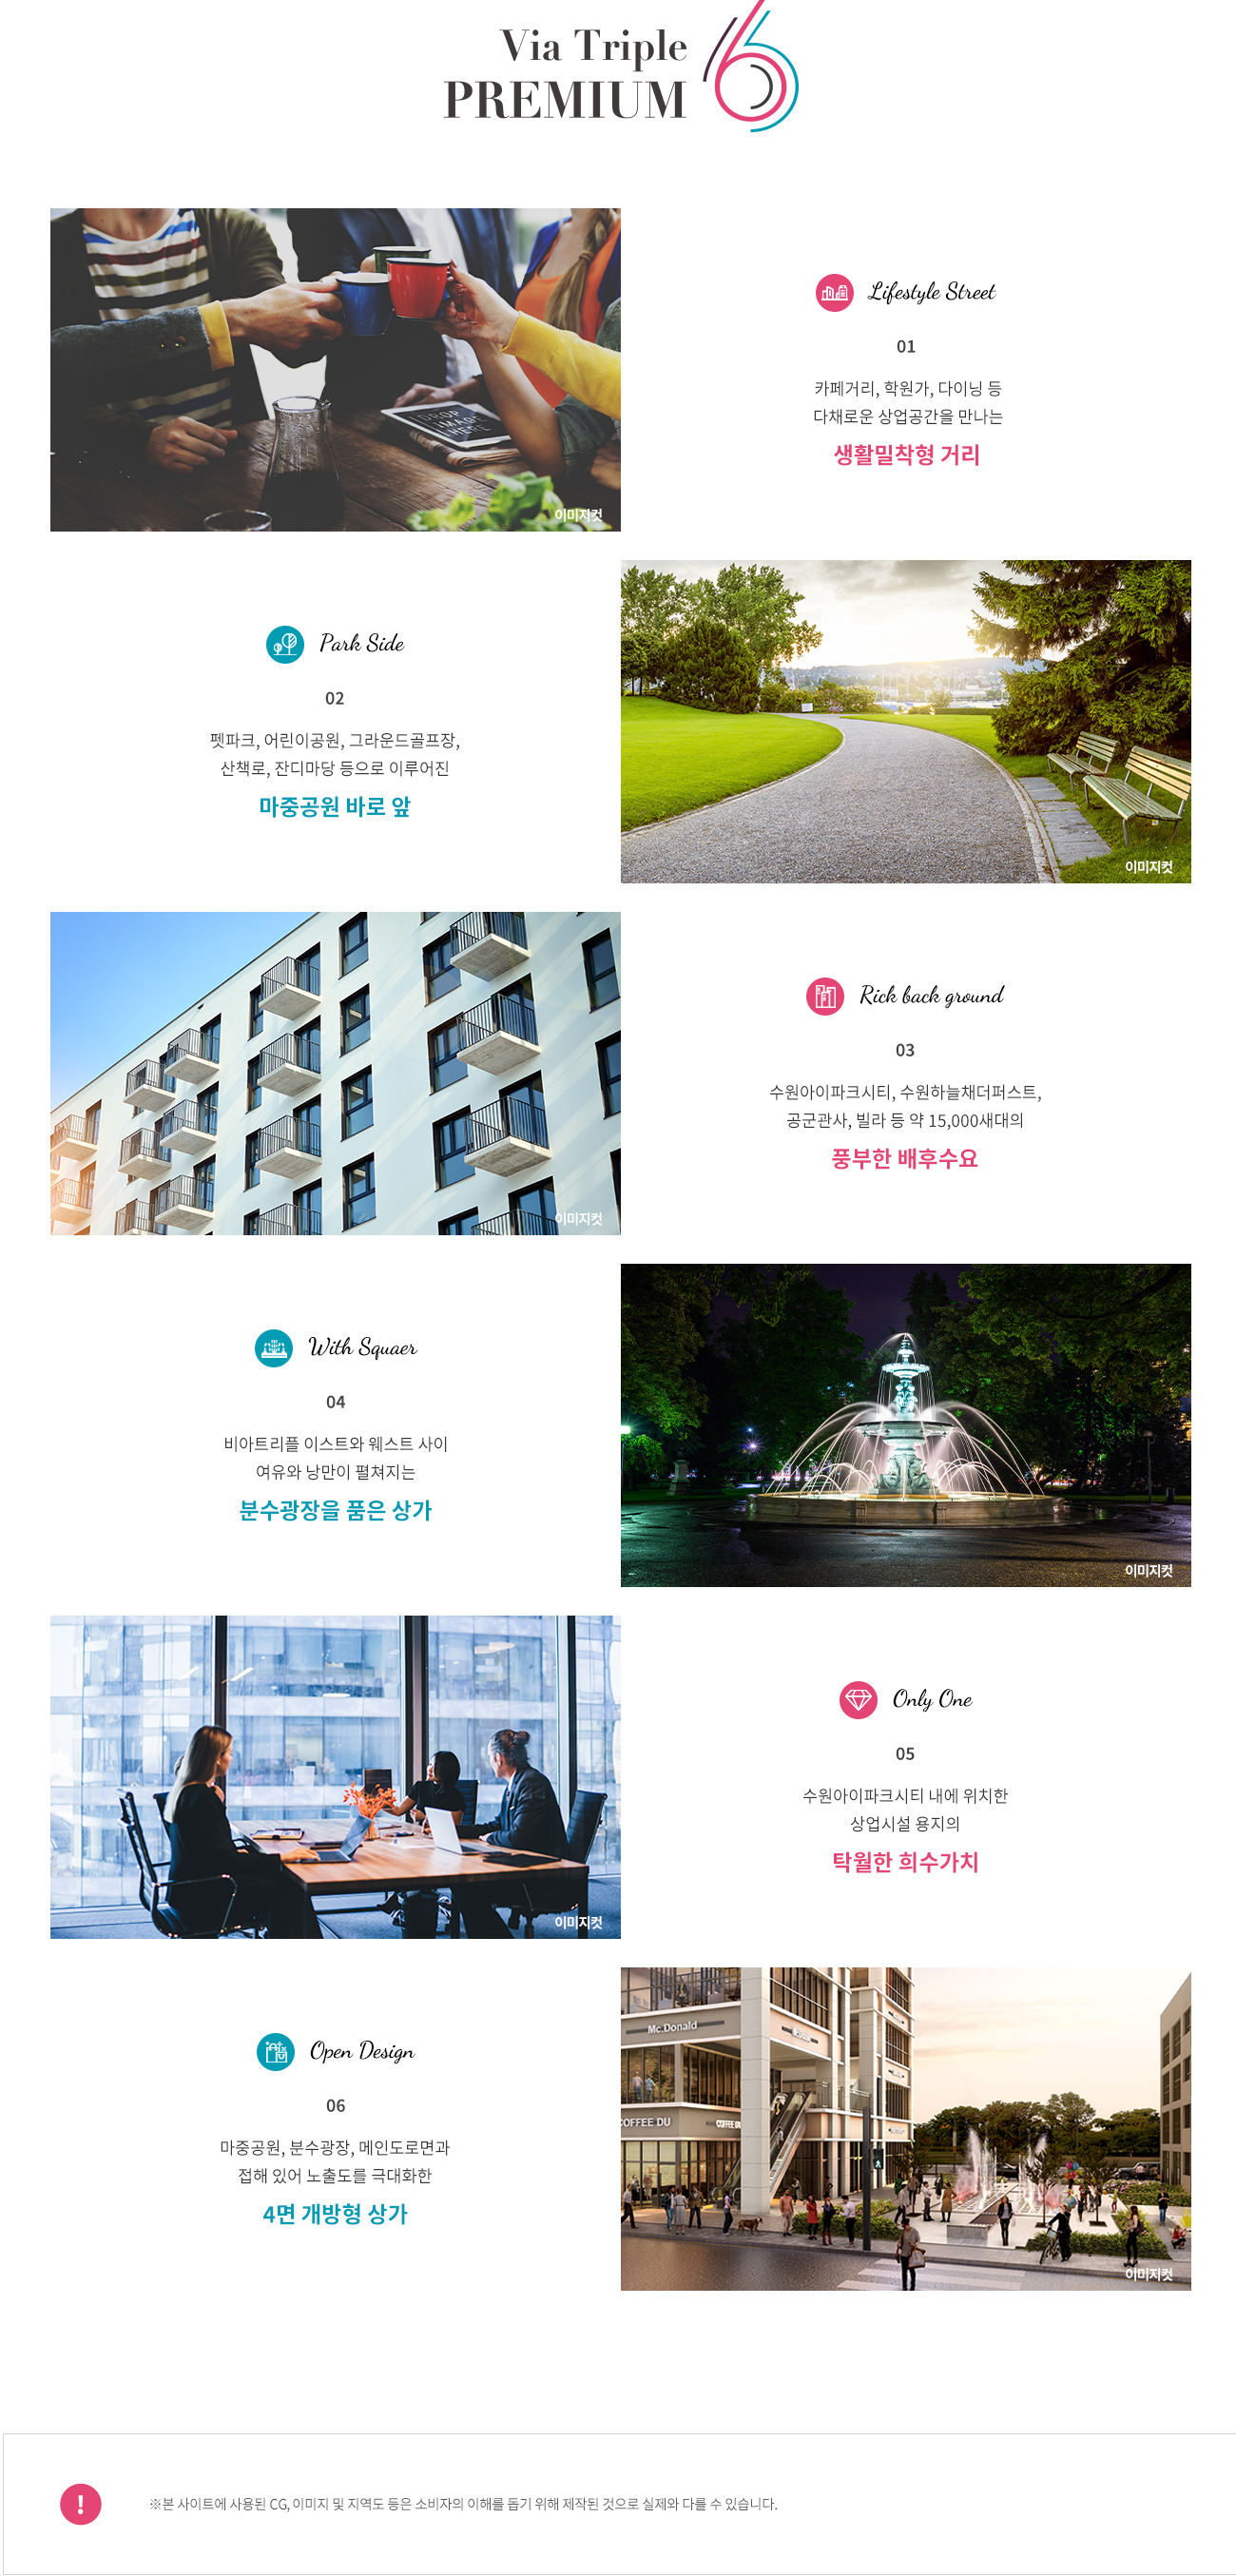 Via Triple
PREMIUM
6
DROP
IMAGE
HERE
이미지컷
Lifestyle Street
01
카페거리, 학원가, 다이닝 등
다채로운 상업공간을 만나는
생활밀착형 거리
Park Side
02
펫파크, 어린이공원, 그라운드골프장,
산책로, 잔디마당 등으로 이루어진
마중공원 바로 앞
이미지컷
이미지컷
Rick back ground
03
수원아이파크시티, 수원하늘채더퍼스트,
공군관사, 빌라 등 약 15,000새대의
풍부한 배후수요
With Squaer
04
비아트리플 이스트와 웨스트 사이
여유와 낭만이 펼쳐지는
분수광장을 품은 상가
이미지컷
이미지컷
Only One
05
수원아이파크시티 내에 위치한
상업시설 용지의
탁월한 희수가치
Open Design
06
마중공원, 분수광장, 메인도로면과
접해 있어 노출도를 극대화한
4면 개방형 상가
Mc.Donald
COFFEE DU
COFFEE DU
이미지컷
※본 사이트에 사용된 CG, 이미지 및 지역도 등은 소비자의 이해를 돕기 위해 제작된 것으로 실제와 다를 수 있습니다.